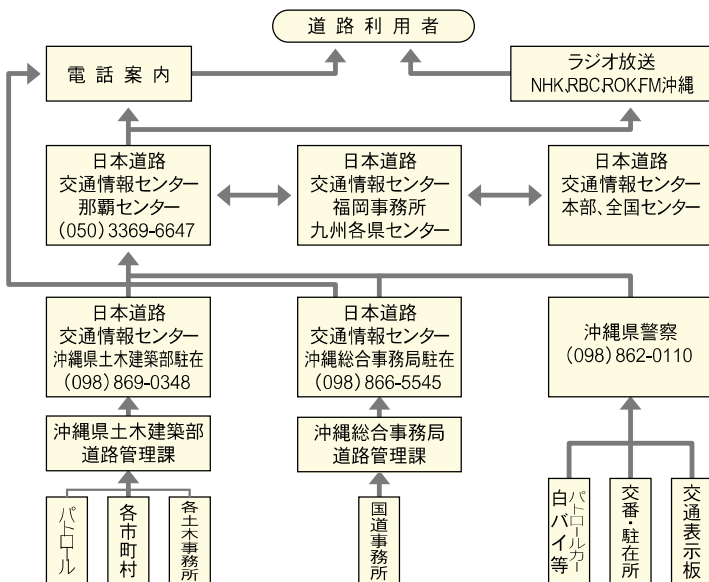 道路利用者
電話案内
ラジオ放送
NHK,RBC,ROK,FM沖縄
日本道路
交通情報センター
那覇センター
(050)3369-6647
日本道路
交通情報センター
福岡事務所
九州各県センター
日本道路
交通情報センター
本部、全国センター
日本道路
交通情報センター
沖縄県土木建築部駐在
(098)869-0348
日本道路
交通情報センター
沖縄総合事務局駐在
(098)866-5545
沖縄県警察
(098)862-0110
沖縄県土木建築部
道路管理課
沖縄総合事務局
道路管理課
パトロール
各市町村
各土木事務所
国道事務所
パトロールカー
白バイ等
交番・駐在所
交通表示板